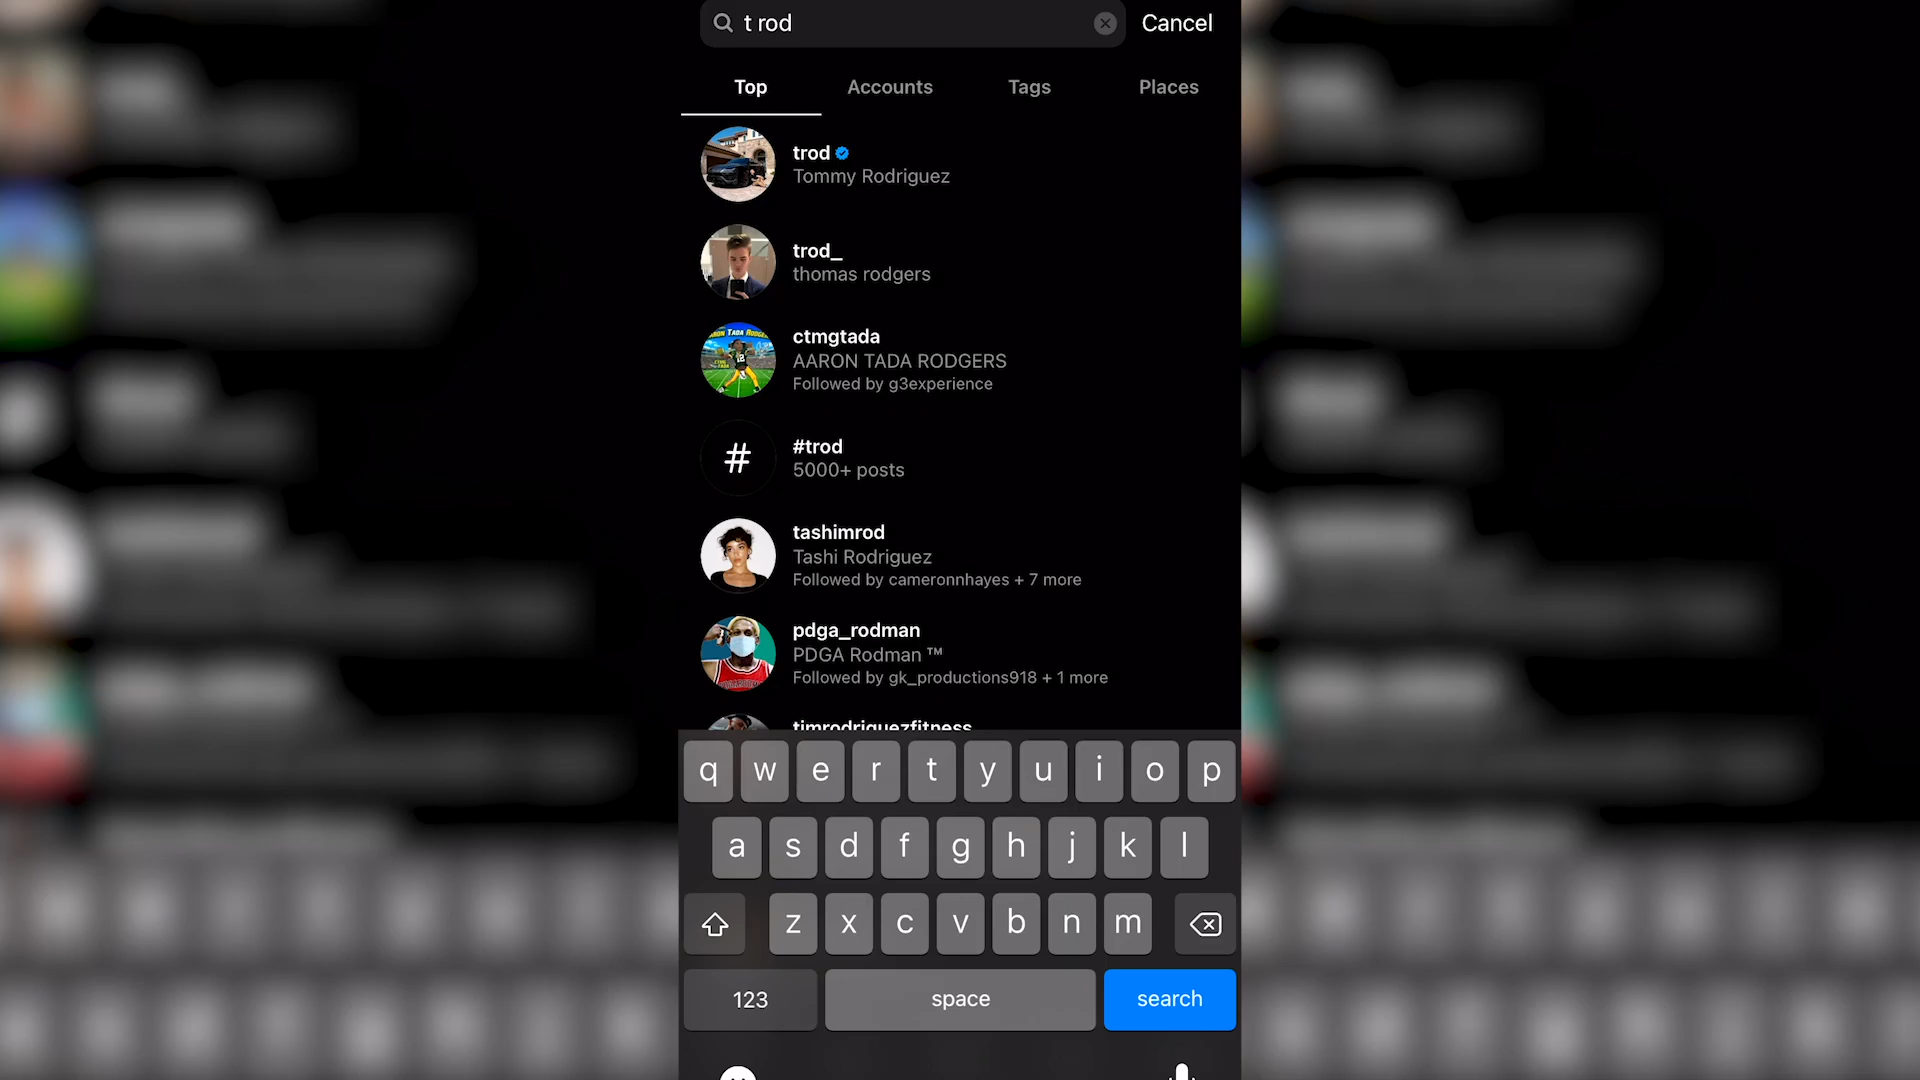 t rod
Cancel
Top
Accounts
Tags
Places
trod
Tommy Rodriguez
trod_
thomas rodgers
ctmgtada
AARON TADA RODGERS
Followed by g3experience
#
#trod
5000+ posts
tashimrod
Tashi Rodriguez
Followed by cameronnhayes + 7 more
pdga_rodman
PDGA Rodman ™
Followed by gk_productions918 + 1 more
timrodriguezfitness
q w e r t y u i o p
a s d f g h j k l
z x c v b n m
123
space
search